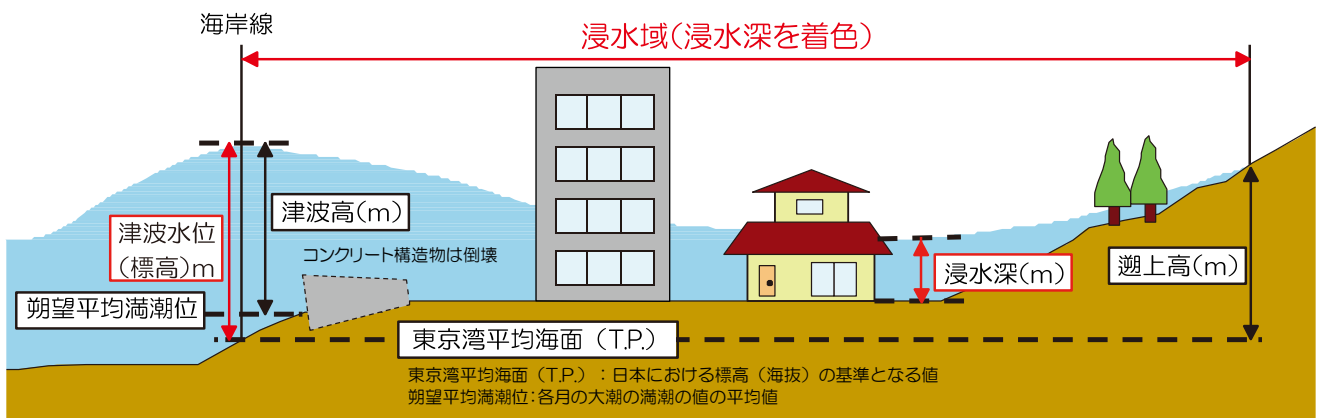 海岸線
浸水域(浸水深を着色)
津波高(m)
津波水位
(標高)m
コンクリート構造物は倒壊
浸水深(m)
遡上高(m)
朔望平均満潮位
東京湾平均海面（T.P.）
東京湾平均海面（T.P.）：日本における標高（海抜）の基準となる値
朔望平均満潮位：各月の大潮の満潮の値の平均値